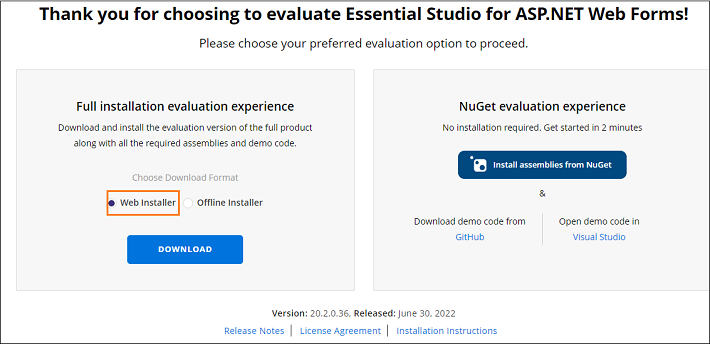 Thank you for choosing to evaluate Essential Studio for ASP.NET Web Forms!
Please choose your preferred evaluation option to proceed.
Full installation evaluation experience
Download and install the evaluation version of the full product
along with all the required assemblies and demo code.
Choose Download Format
Web Installer Offline Installer
DOWNLOAD
NuGet evaluation experience
No installation required. Get started in 2 minutes
Install assemblies from NuGet
&
Download demo code from
GitHub
Open demo code in
Visual Studio
Version: 20.2.0.36, Released: June 30, 2022
Release Notes | License Agreement | Installation Instructions